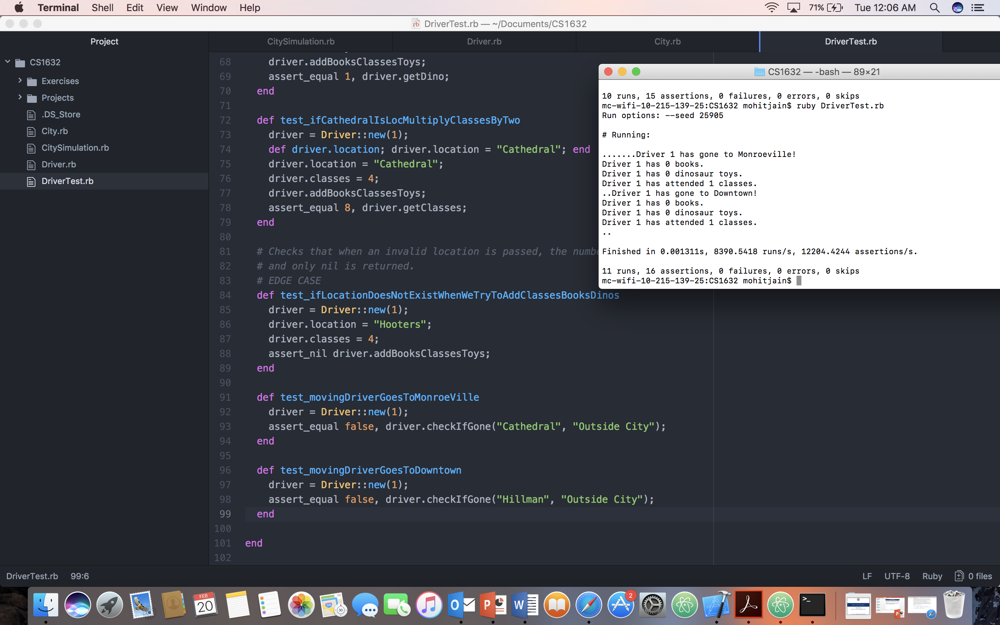 Terminal Shell Edit View Window Help 71% Tue 12:06 AM
DriverTest.rb — ~/Documents/CS1632
Project
CitySimulation.rb Driver.rb City.rb DriverTest.rb
CS1632
Exercises
Projects
.DS_Store
City.rb
CitySimulation.rb
Driver.rb
DriverTest.rb
68 driver.addBooksClassesToys;
69 assert_equal 1, driver.getDino;
70 end
71
72 def test_ifCathedralIsLocMultiplyClassesByTwo
73 driver = Driver::new(1);
74 def driver.location; driver.location = "Cathedral"; end
75 driver.location = "Cathedral";
76 driver.classes = 4;
77 driver.addBooksClassesToys;
78 assert_equal 8, driver.getClasses;
79 end
80
81 # Checks that when an invalid location is passed, the numb
82 # and only nil is returned.
83 # EDGE CASE
84 def test_ifLocationDoesNotExistWhenWeTryToAddClassesBooksDinos
85 driver = Driver::new(1);
86 driver.location = "Hooters";
87 driver.classes = 4;
88 assert_nil driver.addBooksClassesToys;
89 end
90
91 def test_movingDriverGoesToMonroeVille
92 driver = Driver::new(1);
93 assert_equal false, driver.checkIfGone("Cathedral", "Outside City");
94 end
95
96 def test_movingDriverGoesToDowntown
97 driver = Driver::new(1);
98 assert_equal false, driver.checkIfGone("Hillman", "Outside City");
99 end
100
101 end
102
CS1632 — -bash — 89×21
10 runs, 15 assertions, 0 failures, 0 errors, 0 skips
mc-wifi-10-215-139-25:CS1632 mohitjain$ ruby DriverTest.rb
Run options: --seed 25905
# Running:
.......Driver 1 has gone to Monroeville!
Driver 1 has 0 books.
Driver 1 has 0 dinosaur toys.
Driver 1 has attended 1 classes.
..Driver 1 has gone to Downtown!
Driver 1 has 0 books.
Driver 1 has 0 dinosaur toys.
Driver 1 has attended 1 classes.
..
Finished in 0.001311s, 8390.5418 runs/s, 12204.4244 assertions/s.
11 runs, 16 assertions, 0 failures, 0 errors, 0 skips
mc-wifi-10-215-139-25:CS1632 mohitjain$
DriverTest.rb 99:6 LF UTF-8 Ruby 0 files
FEB
20
280
3D
2